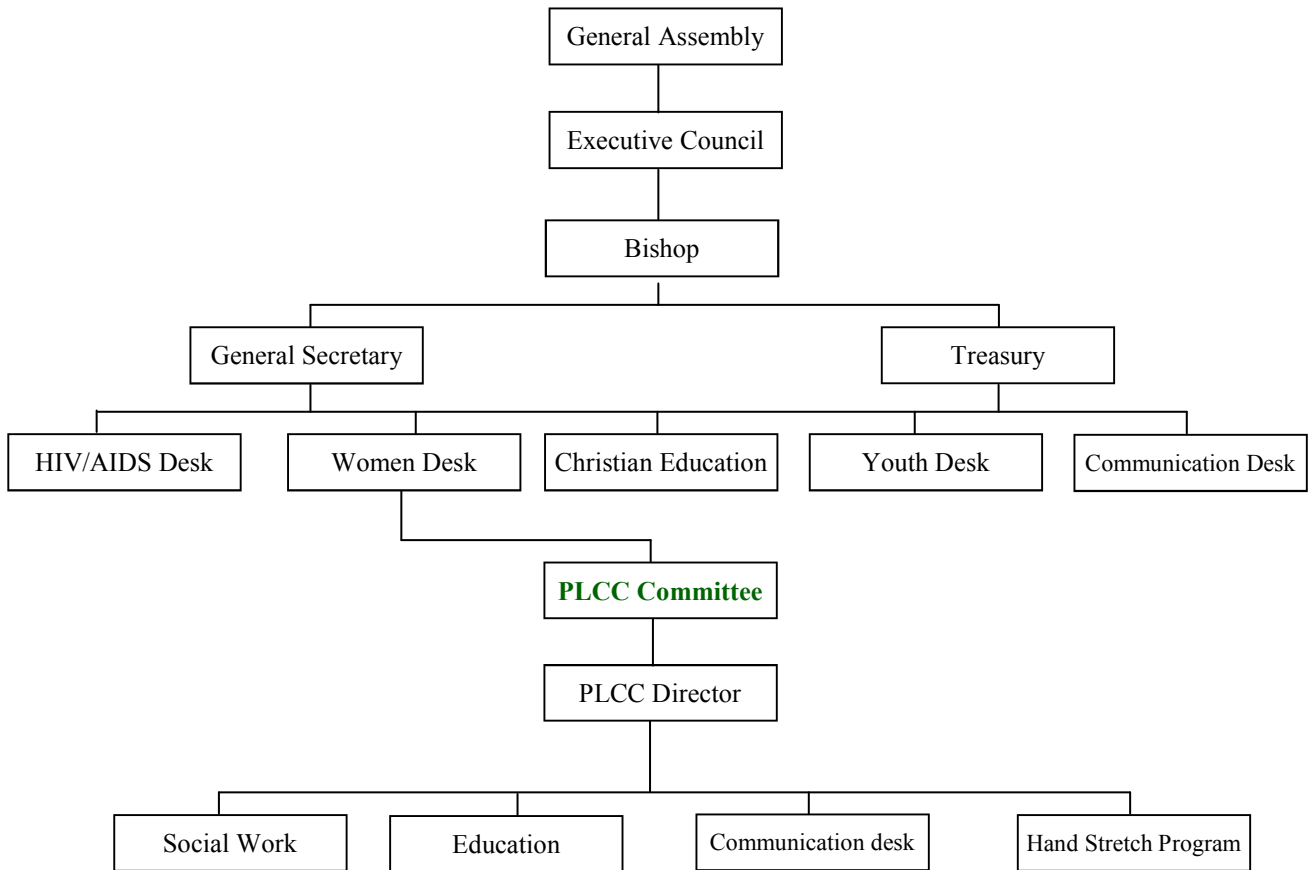 General Assembly
Executive Council
Bishop
General Secretary
Treasury
HIV/AIDS Desk
Women Desk
Christian Education
Youth Desk
Communication Desk
PLCC Committee
PLCC Director
Social Work
Education
Communication desk
Hand Stretch Program